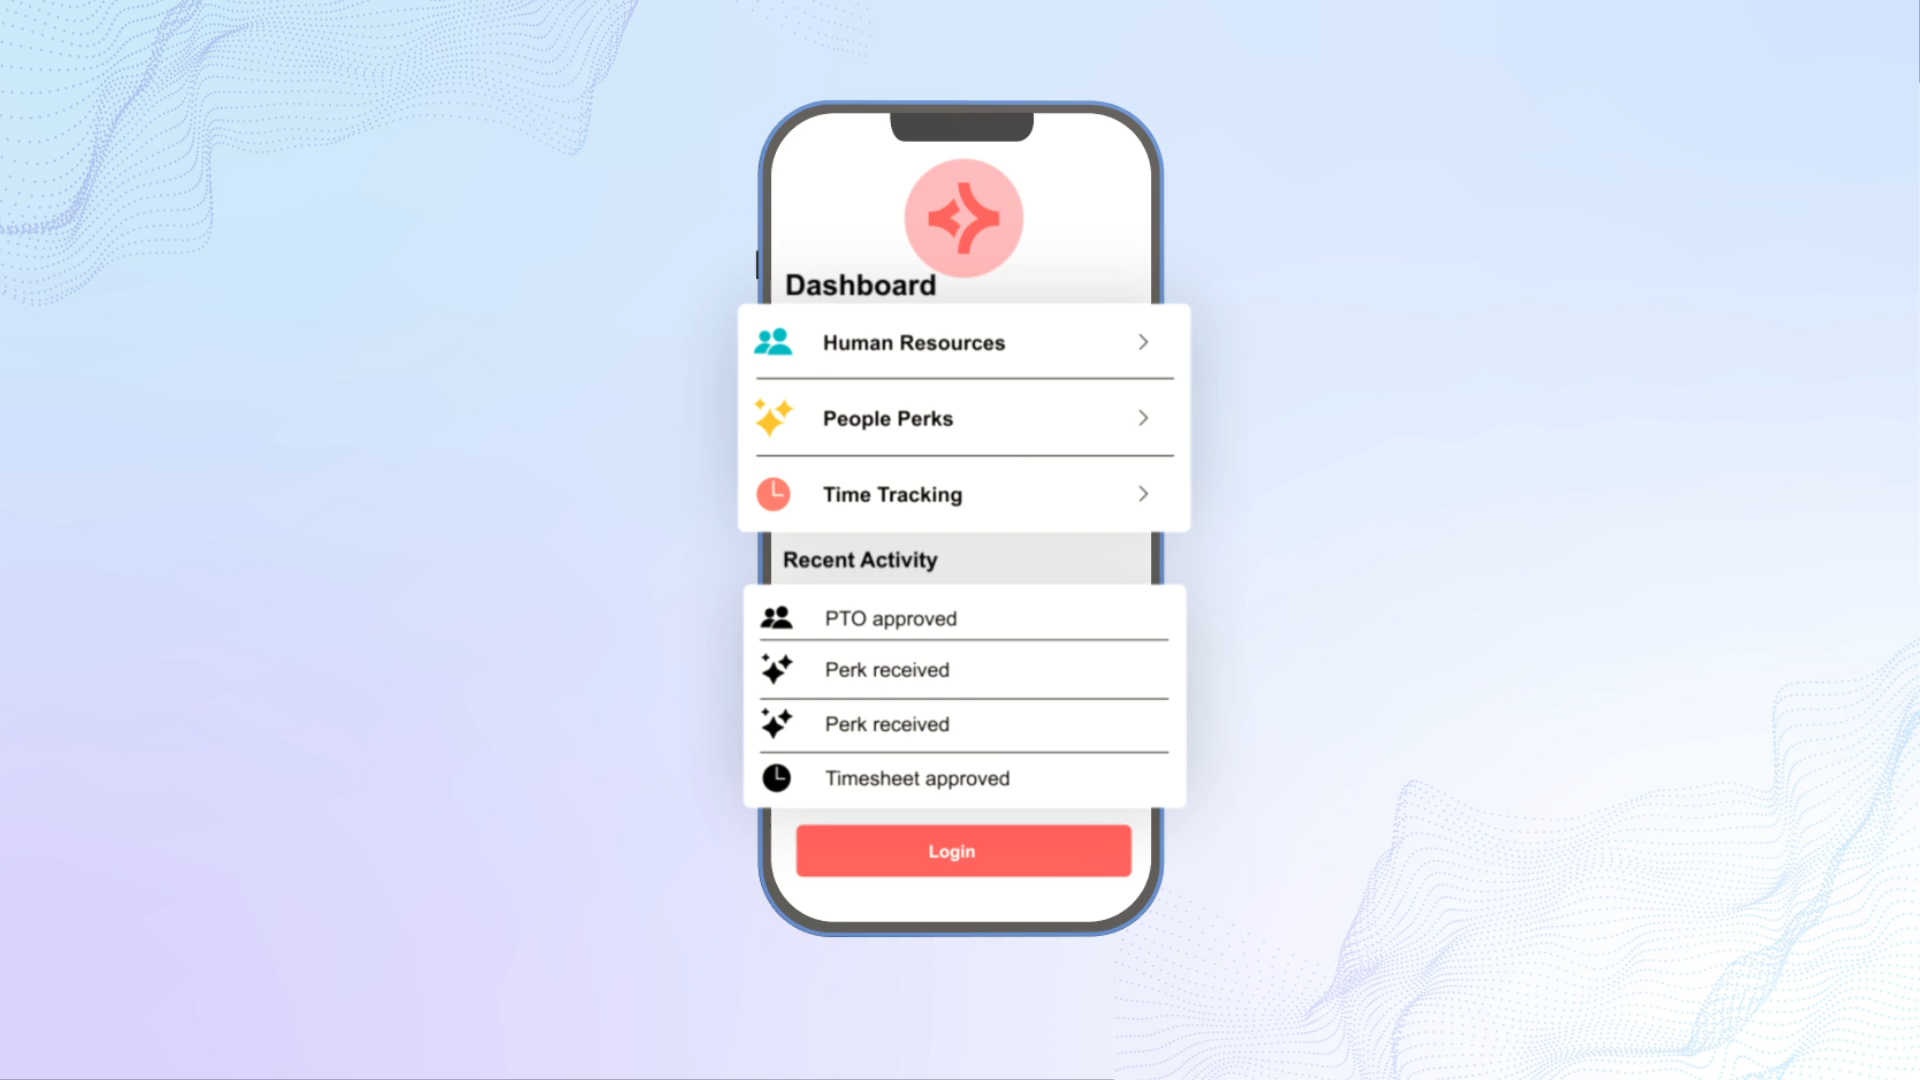 Dashboard
Human Resources
People Perks
Time Tracking
Recent Activity
PTO approved
Perk received
Perk received
Timesheet approved
Login